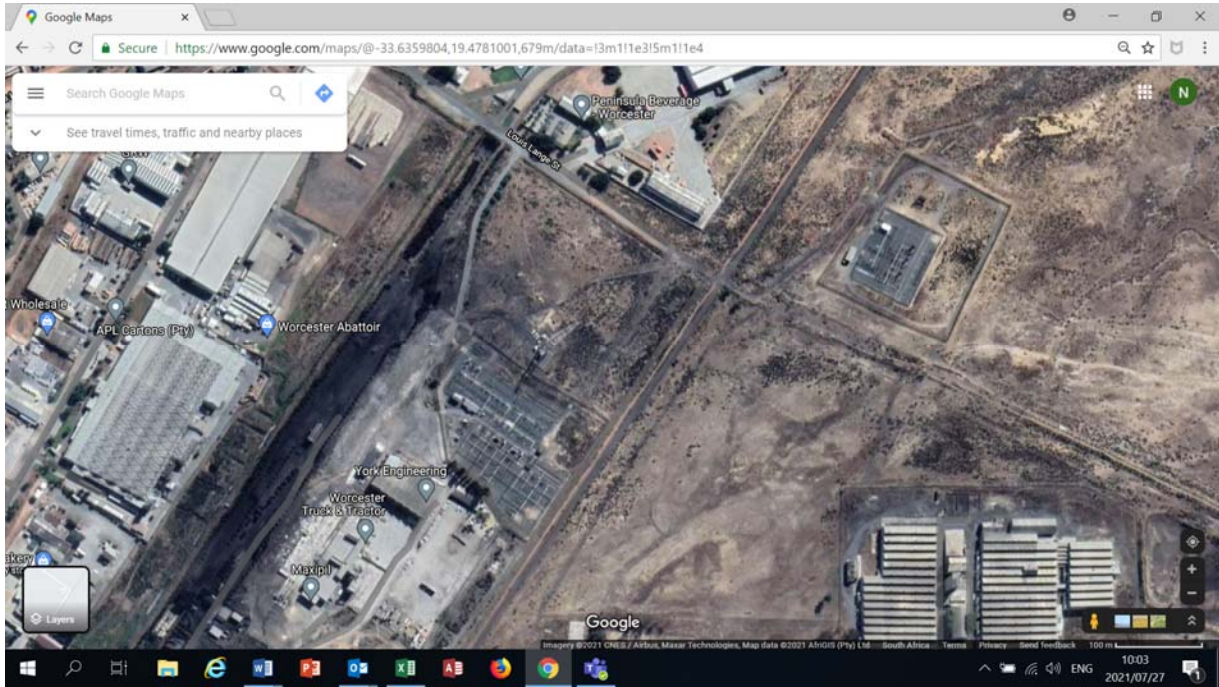 Google Maps
Secure
https://www.google.com/maps/@-33.6359804,19.4781001,679m/data=!3m1!1e3!5m1!1e4
Search Google Maps
N
See travel times, traffic and nearby places
Peninsula Beverage
- Worcester
Louis Lange St
Wholesale
APL Cartons (Pty)
Worcester Abattoir
York Engineering
Worcester
Truck & Tractor
Maxipil
Layers
Google
Imagery ©2021 CNES / Airbus, Maxar Technologies, Map data ©2021 AfriGIS (Pty) Ltd
South Africa
Terms
Privacy
Send feedback
100 m
ENG
10:03
2021/07/27
1